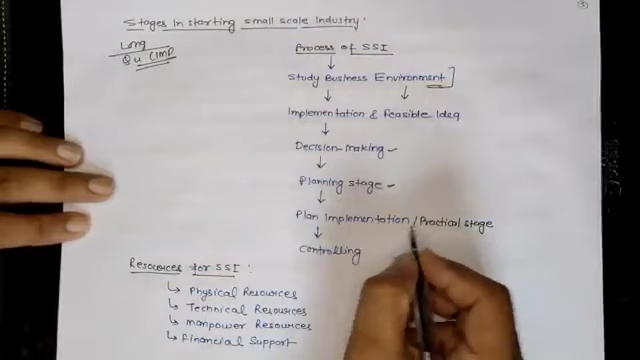 ③
Stages in starting small scale Industry:
Long
Qu (IMP
Process of SSI
Study Business Environment
Implementation & Feasible Idea
Decision-making
Planning stage
Plan Implementation / Practical stage
Controlling
Resources for SSI:
Physical Resources
Technical Resources
manpower Resources
Financial Support